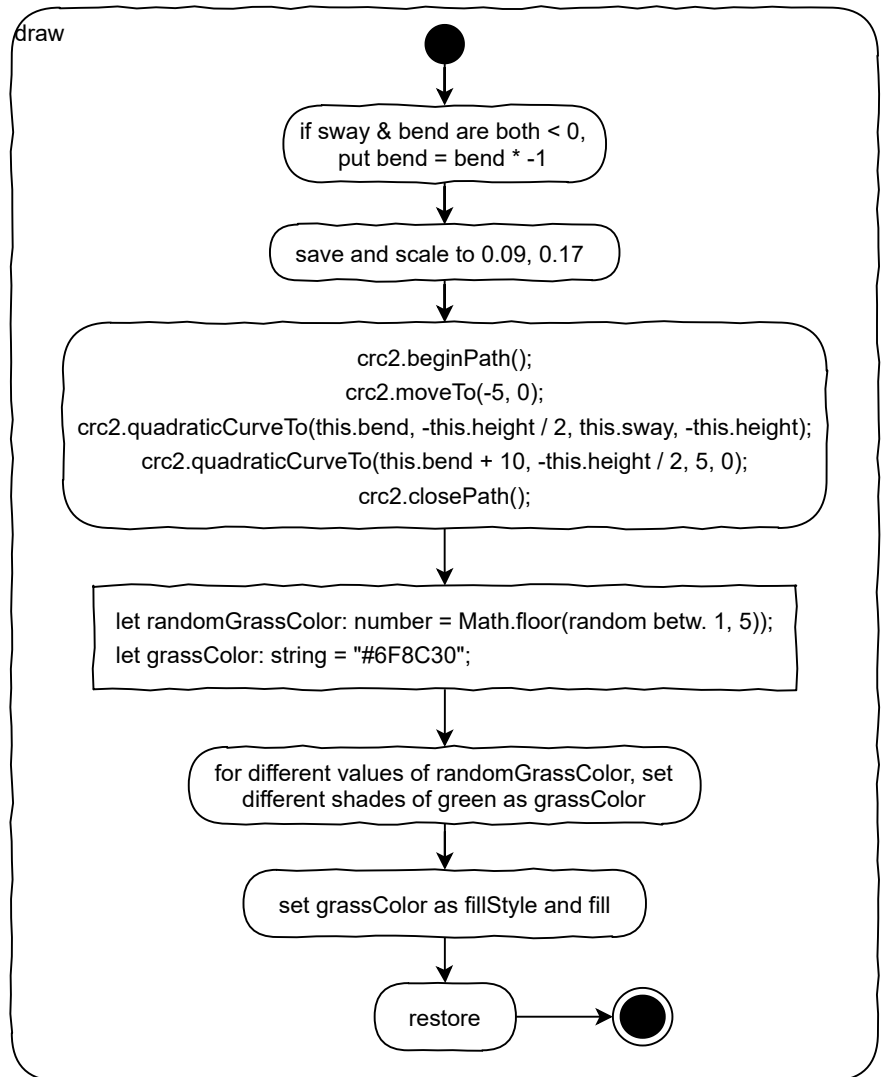 draw
if sway & bend are both < 0,
put bend = bend * -1
save and scale to 0.09, 0.17
crc2.beginPath();
crc2.moveTo(-5, 0);
crc2.quadraticCurveTo(this.bend, -this.height / 2, this.sway, -this.height);
crc2.quadraticCurveTo(this.bend + 10, -this.height / 2, 5, 0);
crc2.closePath();
let randomGrassColor: number = Math.floor(random betw. 1, 5));
let grassColor: string = "#6F8C30";
for different values of randomGrassColor, set
different shades of green as grassColor
set grassColor as fillStyle and fill
restore